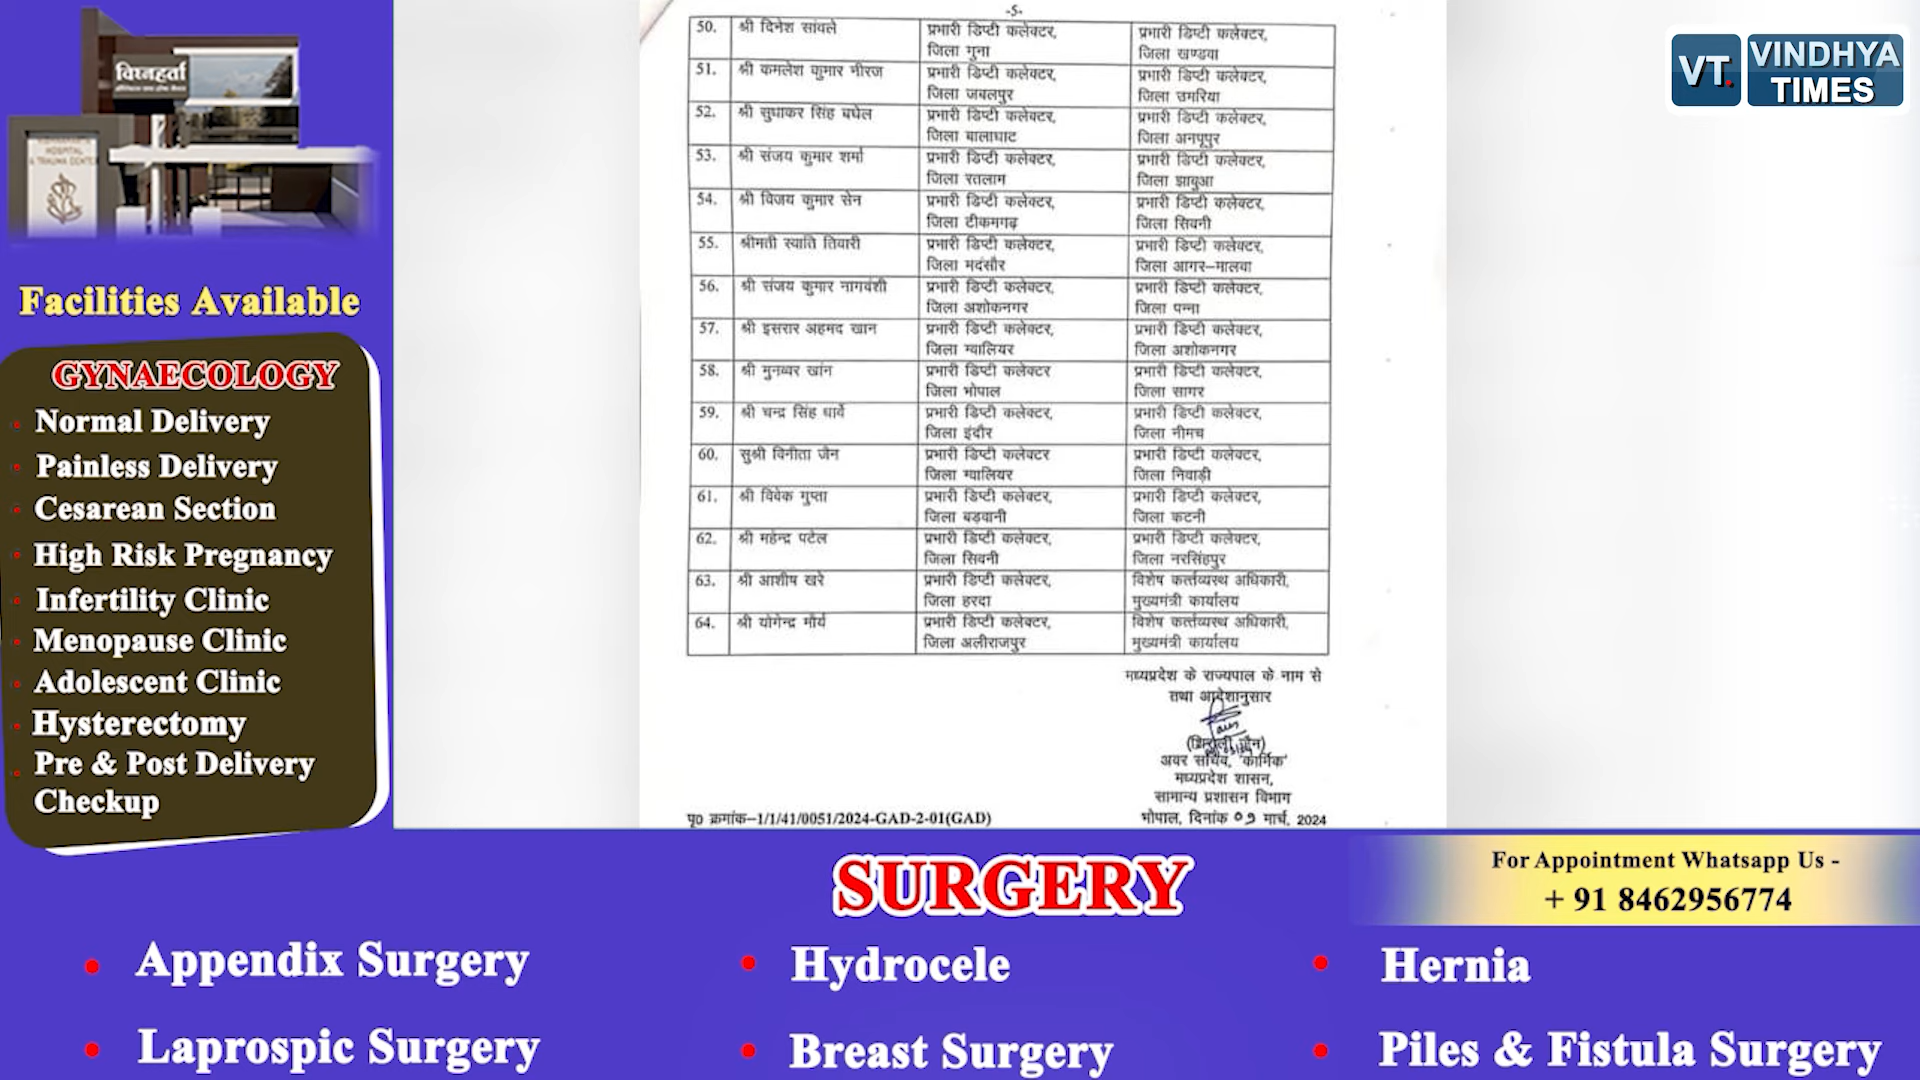 विघ्नहर्ता
HOSPITAL
& TRAUMA CENTER
Facilities Available
GYNAECOLOGY
Normal Delivery
Painless Delivery
Cesarean Section
High Risk Pregnancy
Infertility Clinic
Menopause Clinic
Adolescent Clinic
Hysterectomy
Pre & Post Delivery
Checkup
-5-
50. श्री दिनेश सांवले प्रभारी डिप्टी कलेक्टर, प्रभारी डिप्टी कलेक्टर,
जिला गुना जिला खण्डवा
51. श्री कमलेश कुमार नीरज प्रभारी डिप्टी कलेक्टर, प्रभारी डिप्टी कलेक्टर,
जिला जबलपुर जिला उमरिया
52. श्री सुधाकर सिंह बघेल प्रभारी डिप्टी कलेक्टर, प्रभारी डिप्टी कलेक्टर,
जिला बालाघाट जिला अनूपपुर
53. श्री संजय कुमार शर्मा प्रभारी डिप्टी कलेक्टर, प्रभारी डिप्टी कलेक्टर,
जिला रतलाम जिला झाबुआ
54. श्री विजय कुमार सेन प्रभारी डिप्टी कलेक्टर, प्रभारी डिप्टी कलेक्टर,
जिला टीकमगढ़ जिला सिवनी
55. श्रीमती स्वाति तिवारी प्रभारी डिप्टी कलेक्टर, प्रभारी डिप्टी कलेक्टर,
जिला मदंसौर जिला आगर–मालवा
56. श्री संजय कुमार नागवंशी प्रभारी डिप्टी कलेक्टर, प्रभारी डिप्टी कलेक्टर,
जिला अशोकनगर जिला पन्ना
57. श्री इसरार अहमद खान प्रभारी डिप्टी कलेक्टर, प्रभारी डिप्टी कलेक्टर,
जिला ग्वालियर जिला अशोकनगर
58. श्री मुनव्वर खांन प्रभारी डिप्टी कलेक्टर प्रभारी डिप्टी कलेक्टर,
जिला भोपाल जिला सागर
59. श्री चन्द्र सिंह धार्वे प्रभारी डिप्टी कलेक्टर, प्रभारी डिप्टी कलेक्टर,
जिला इंदौर जिला नीमच
60. सुश्री विनीता जैन प्रभारी डिप्टी कलेक्टर प्रभारी डिप्टी कलेक्टर,
जिला ग्वालियर जिला निवाड़ी
61. श्री विवेक गुप्ता प्रभारी डिप्टी कलेक्टर, प्रभारी डिप्टी कलेक्टर,
जिला बड़वानी जिला कटनी
62. श्री महेन्द्र पटेल प्रभारी डिप्टी कलेक्टर, प्रभारी डिप्टी कलेक्टर,
जिला सिवनी जिला नरसिंहपुर
63. श्री आशीष खरे प्रभारी डिप्टी कलेक्टर, विशेष कर्त्तव्यस्थ अधिकारी,
जिला हरदा मुख्यमंत्री कार्यालय
64. श्री योगेन्द्र मौर्य प्रभारी डिप्टी कलेक्टर, विशेष कर्त्तव्यस्थ अधिकारी,
जिला अलीराजपुर मुख्यमंत्री कार्यालय
मध्यप्रदेश के राज्यपाल के नाम से
तथा आदेशानुसार
अवर सचिव, 'कार्मिक'
मध्यप्रदेश शासन,
सामान्य प्रशासन विभाग
पृ0 क्रमांक–1/1/41/0051/2024-GAD-2-01(GAD) भोपाल, दिनांक ०७ मार्च, 2024
VT. VINDHYA
TIMES
SURGERY
For Appointment Whatsapp Us -
+ 91 8462956774
Appendix Surgery
Hydrocele
Hernia
Laprospic Surgery
Breast Surgery
Piles & Fistula Surgery